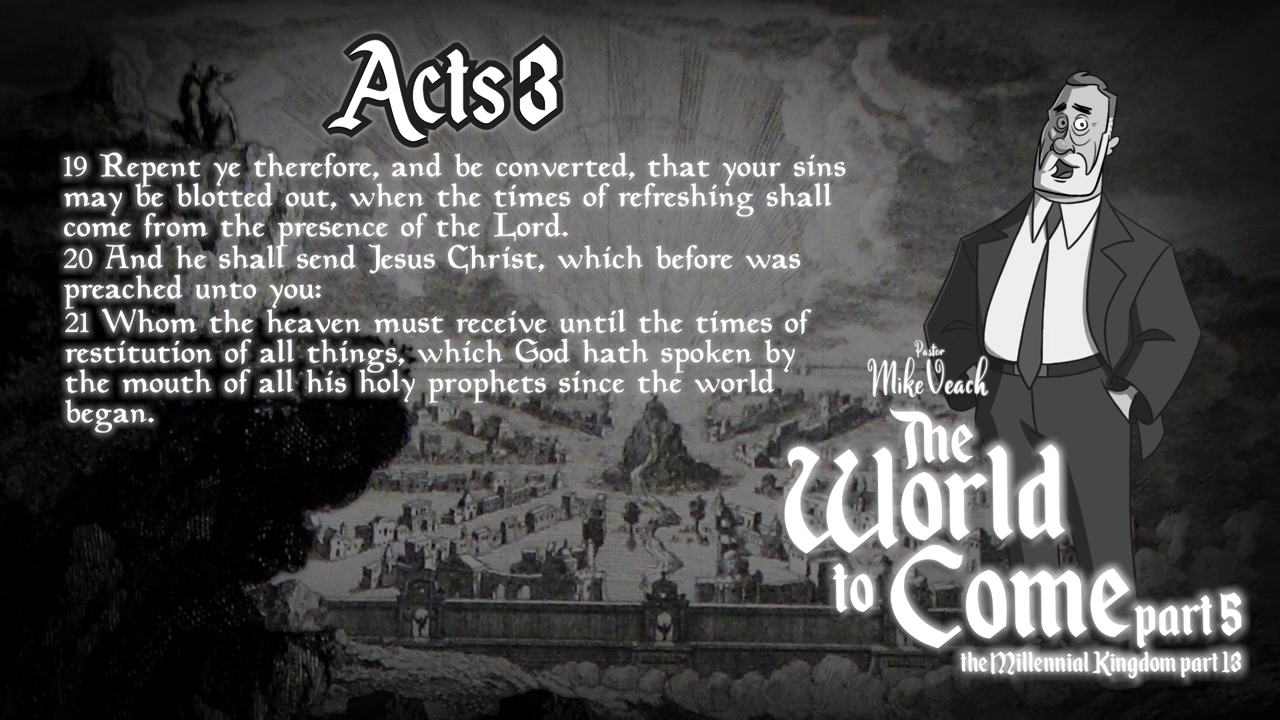 Acts 3
19 Repent ye therefore, and be converted, that your sins
may be blotted out, when the times of refreshing shall
come from the presence of the Lord.
20 And he shall send Jesus Christ, which before was
preached unto you:
21 Whom the heaven must receive until the times of
restitution of all things, which God hath spoken by
the mouth of all his holy prophets since the world
began.
Pastor
Mike Veach
The
World
to Come part 5
the Millennial Kingdom part 13